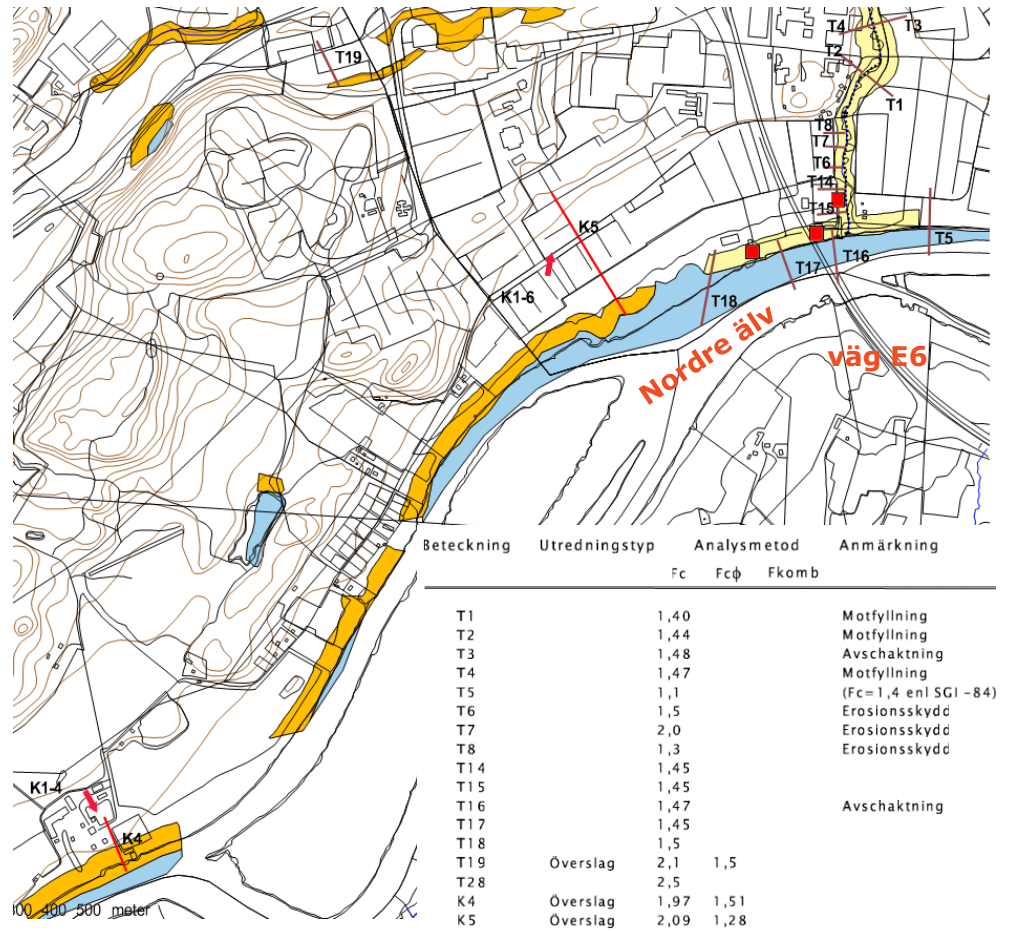 T4
T3
T19
T2
T1
T8
T7
T6
T14
T15
K5
T5
T16
T17
K1-6
T18
Nordre älv
väg E6
K1-4
K4
400 500 meter
Beteckning Utredningstyp Analysmetod Anmärkning
Fc Fcϕ Fkomb
T1 1,40 Motfyllning
T2 1,44 Motfyllning
T3 1,48 Avschaktning
T4 1,47 Motfyllning
T5 1,1 (Fc=1,4 enl SGI -84)
T6 1,5 Erosionsskydd
T7 2,0 Erosionsskydd
T8 1,3 Erosionsskydd
T14 1,45
T15 1,45
T16 1,47 Avschaktning
T17 1,45
T18 1,5
T19 Överslag 2,1 1,5
T28 2,5
K4 Överslag 1,97 1,51
K5 Överslag 2,09 1,28